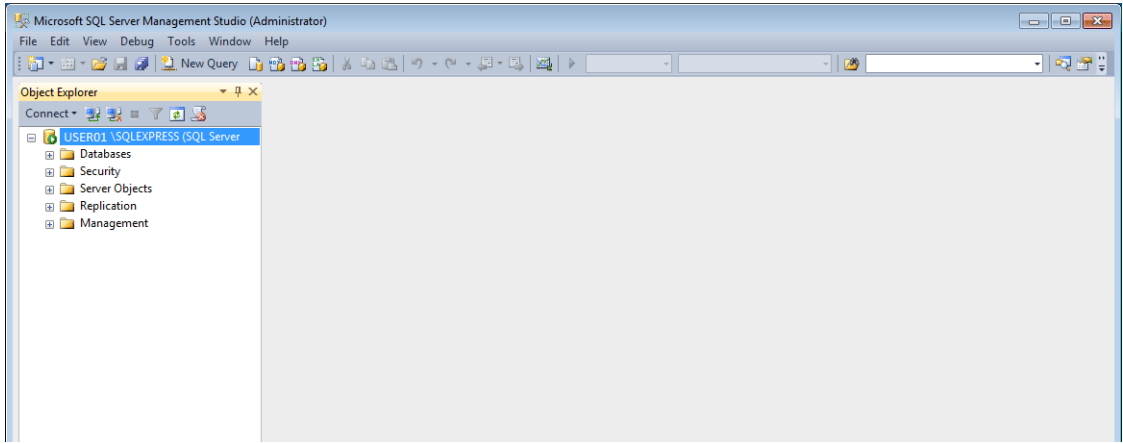 Microsoft SQL Server Management Studio (Administrator)
File Edit View Debug Tools Window Help
New Query
Object Explorer
Connect
USER01 \SQLEXPRESS (SQL Server
Databases
Security
Server Objects
Replication
Management